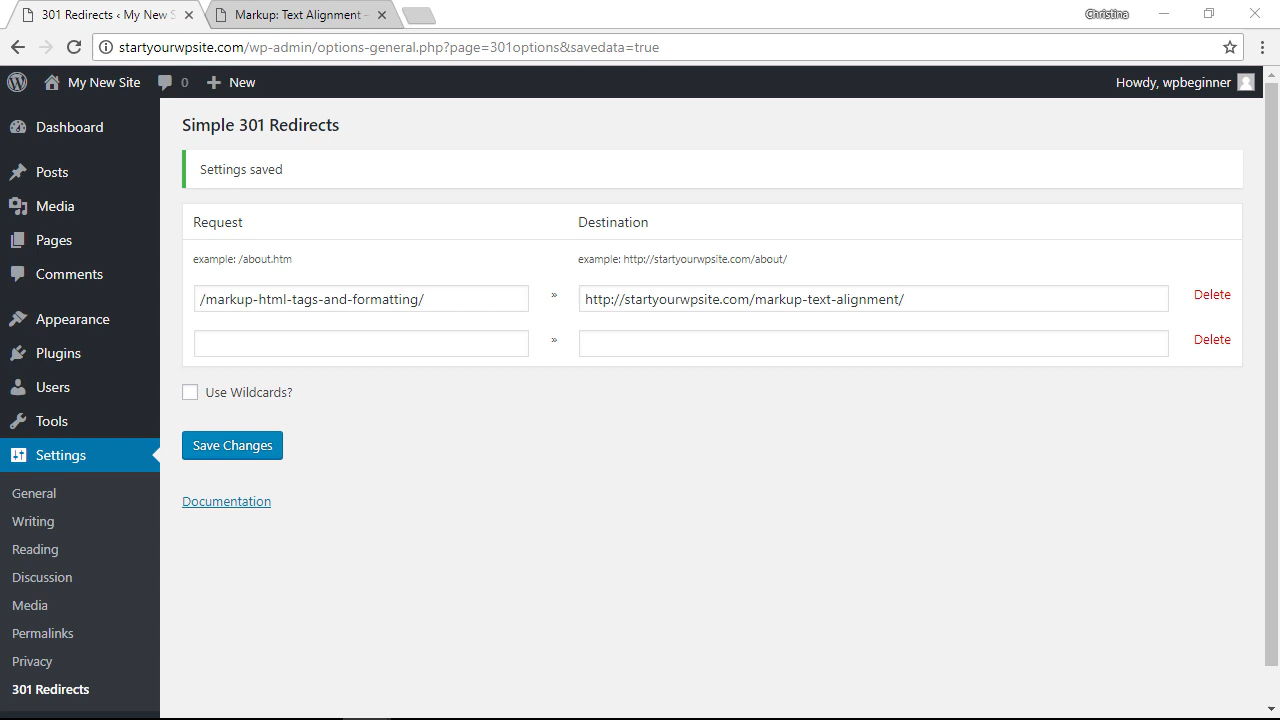 301 Redirects ‹ My New S
Markup: Text Alignment –
Christina
startyourwpsite.com/wp-admin/options-general.php?page=301options&savedata=true
My New Site
0
New
Howdy, wpbeginner
Dashboard
Posts
Media
Pages
Comments
Appearance
Plugins
Users
Tools
Settings
General
Writing
Reading
Discussion
Media
Permalinks
Privacy
301 Redirects
Simple 301 Redirects
Settings saved
Request Destination
example: /about.htm example: http://startyourwpsite.com/about/
/markup-html-tags-and-formatting/ » http://startyourwpsite.com/markup-text-alignment/ Delete
» Delete
Use Wildcards?
Save Changes
Documentation